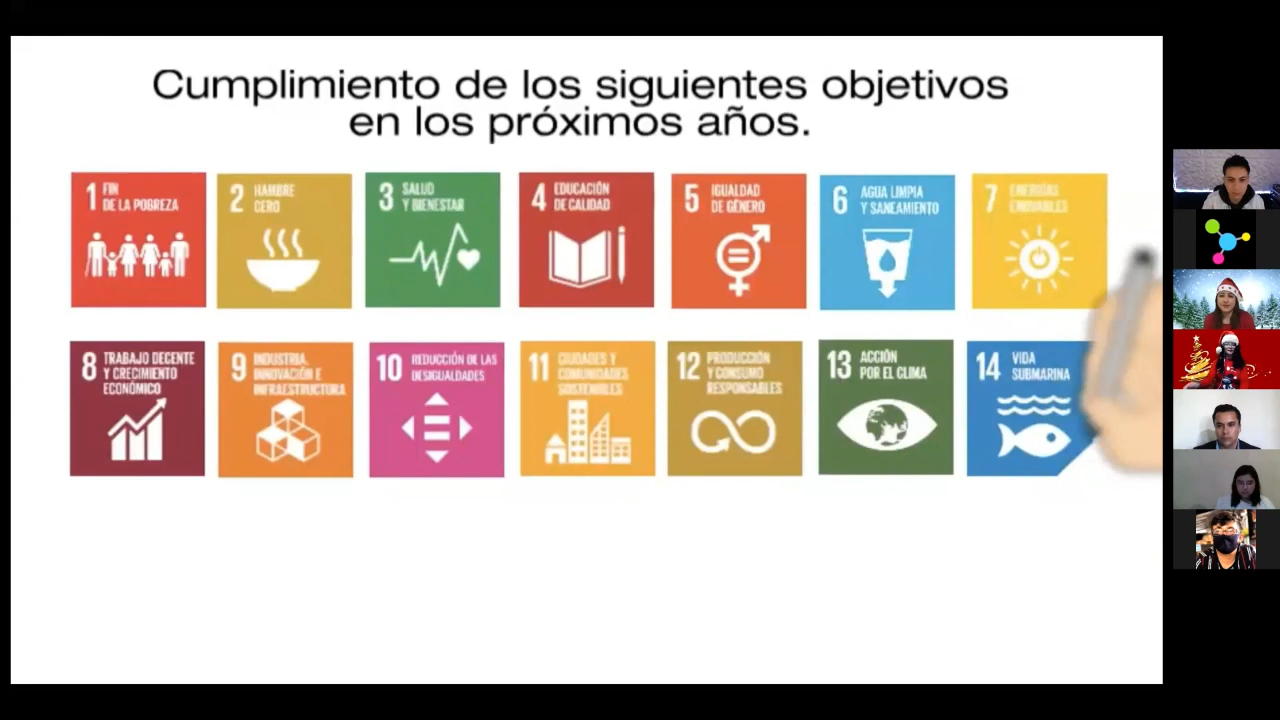 Cumplimiento de los siguientes objetivos
en los próximos años.
1 FIN
DE LA POBREZA
2 HAMBRE
CERO
3 SALUD
Y BIENESTAR
4 EDUCACIÓN
DE CALIDAD
5 IGUALDAD
DE GÉNERO
6 AGUA LIMPIA
Y SANEAMIENTO
7 ENERGÍAS
RENOVABLES
8 TRABAJO DECENTE
Y CRECIMIENTO
ECONÓMICO
9 INDUSTRIA,
INNOVACIÓN E
INFRAESTRUCTURA
10 REDUCCIÓN DE LAS
DESIGUALDADES
11 CIUDADES Y
COMUNIDADES
SOSTENIBLES
12 PRODUCCIÓN
Y CONSUMO
RESPONSABLES
13 ACCIÓN
POR EL CLIMA
14 VIDA
SUBMARINA